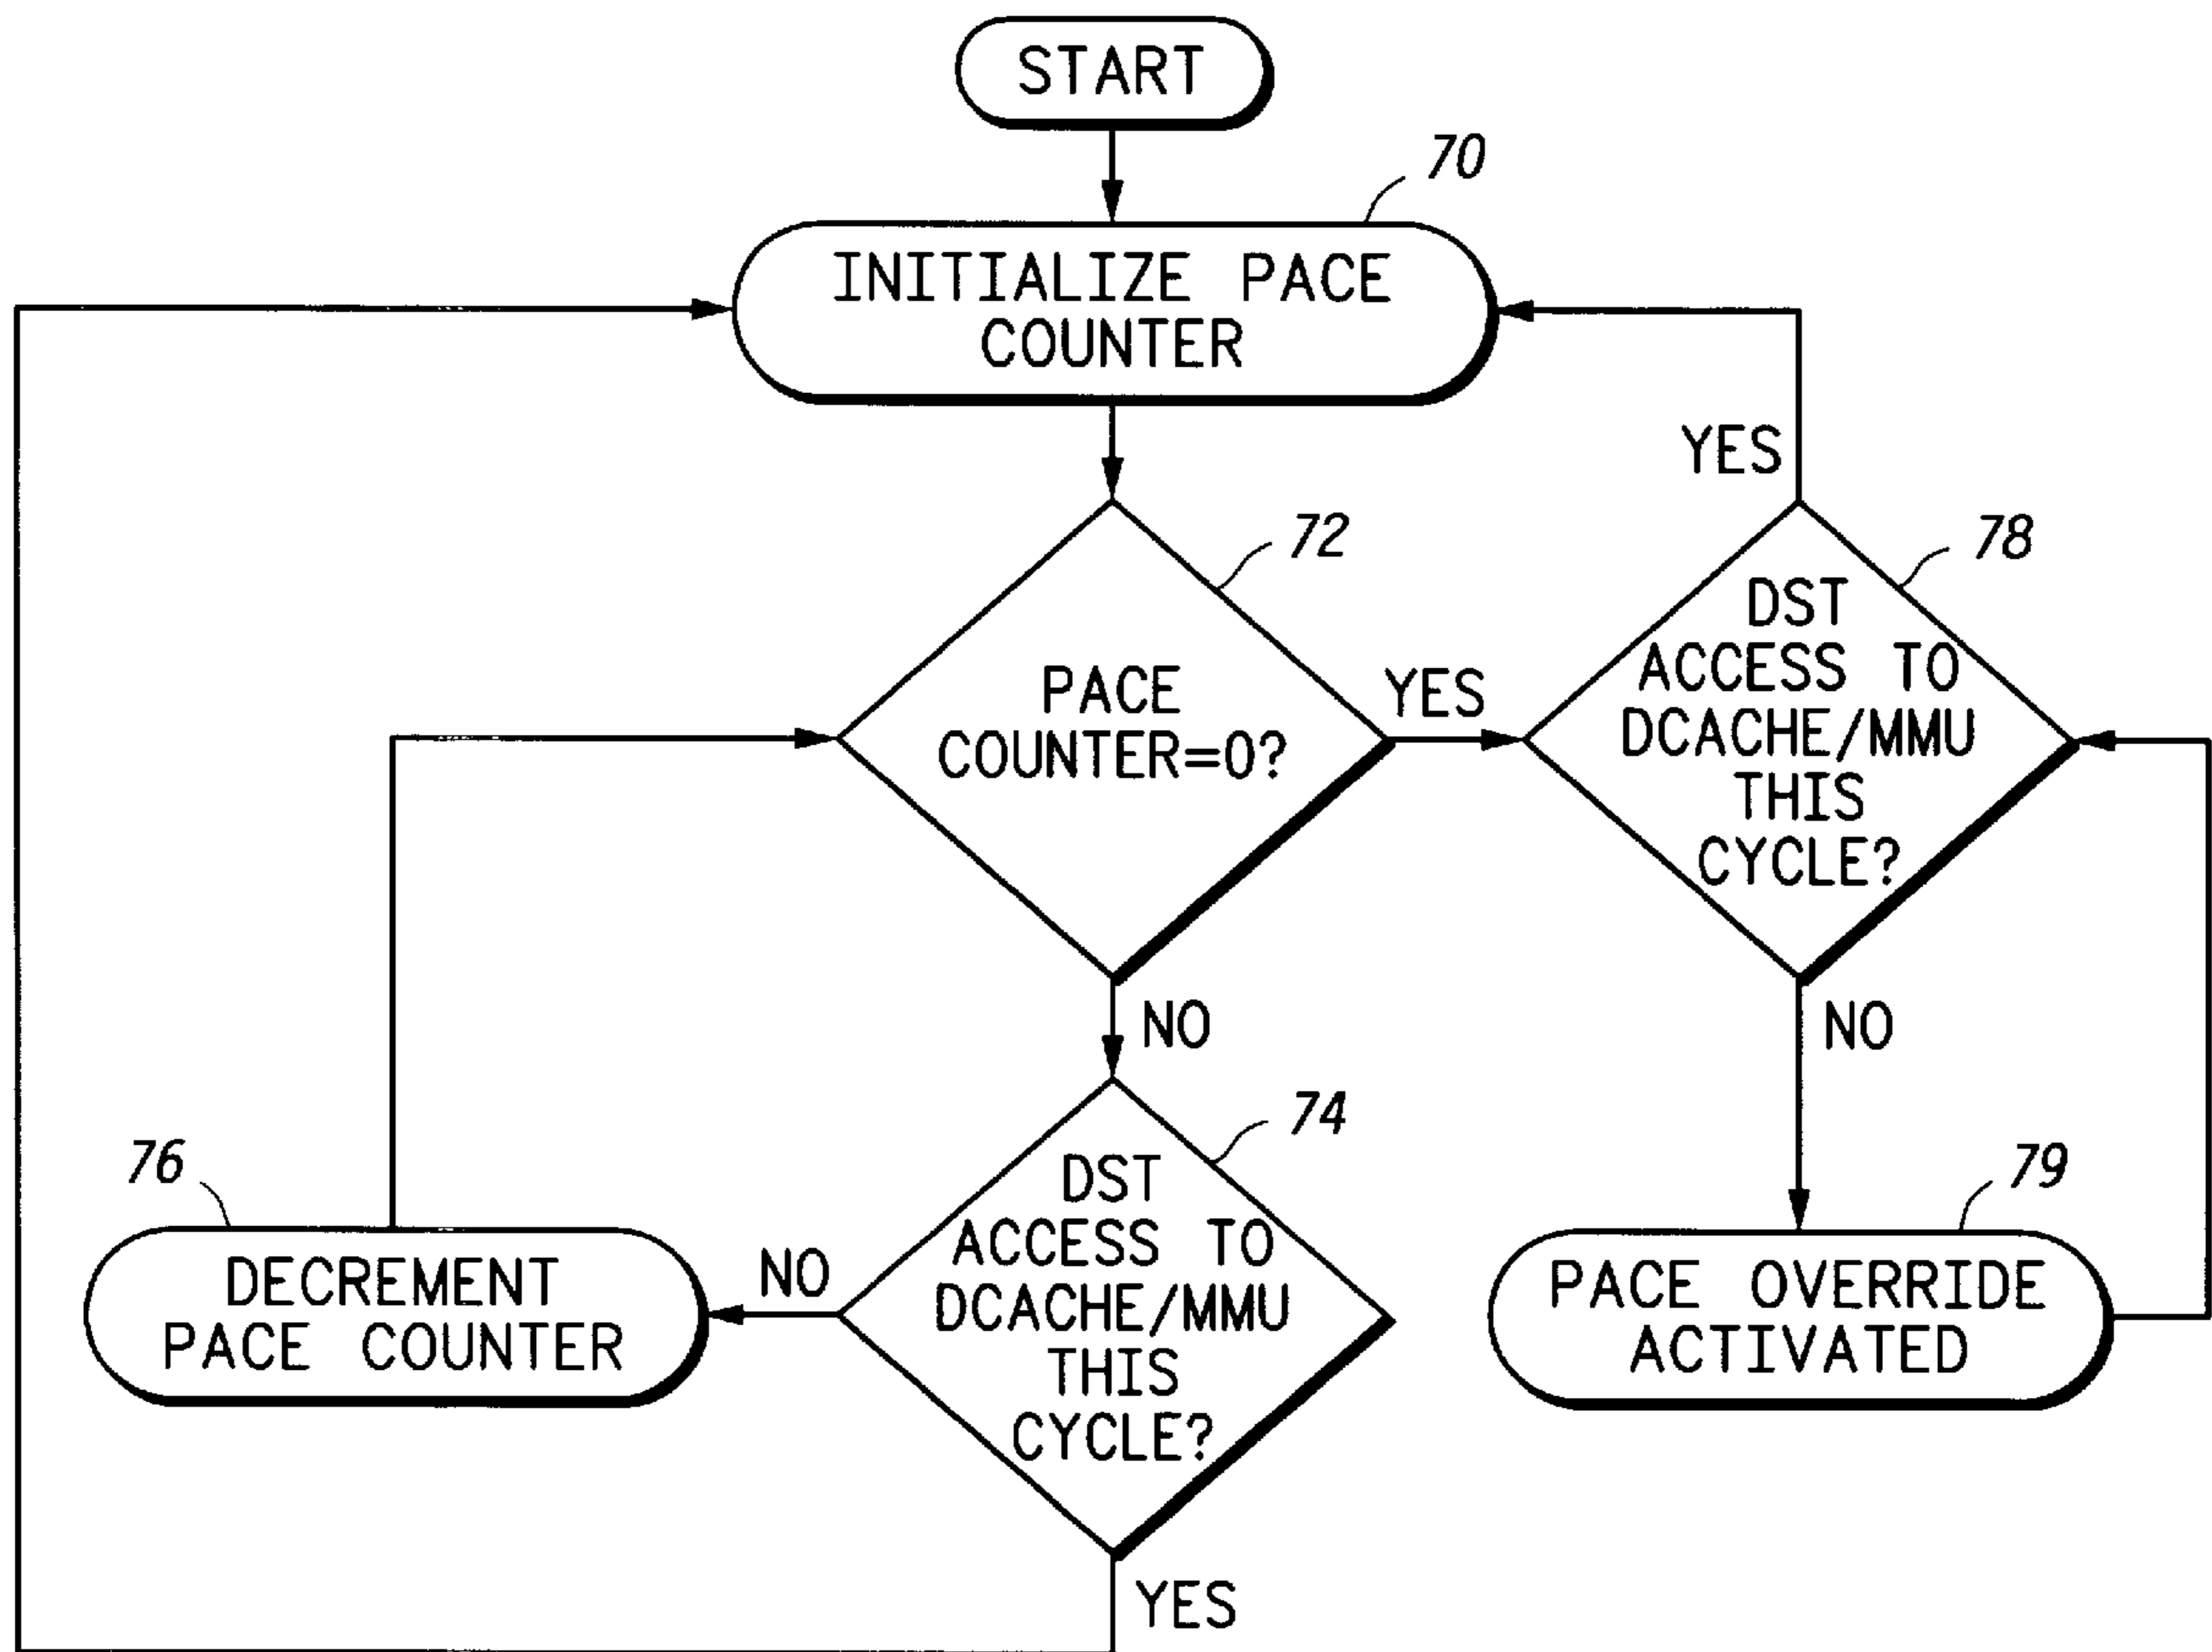 START
70
INITIALIZE PACE
COUNTER
YES
72
78
PACE
COUNTER=0?
YES
DST
ACCESS TO
DCACHE/MMU
THIS
CYCLE?
NO
NO
74
76
79
DST
ACCESS TO
DCACHE/MMU
THIS
CYCLE?
NO
DECREMENT
PACE COUNTER
PACE OVERRIDE
ACTIVATED
YES